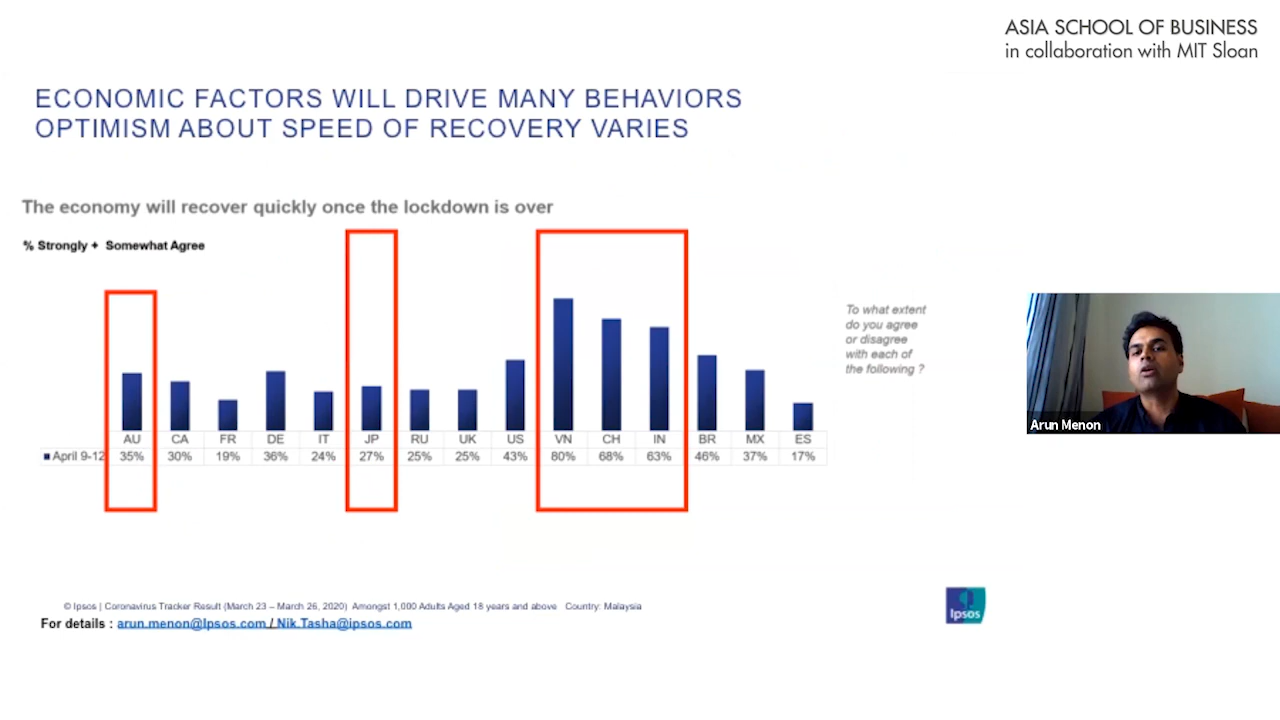 ASIA SCHOOL OF BUSINESS
in collaboration with MIT Sloan
ECONOMIC FACTORS WILL DRIVE MANY BEHAVIORS
OPTIMISM ABOUT SPEED OF RECOVERY VARIES
The economy will recover quickly once the lockdown is over
% Strongly + Somewhat Agree
To what extent
do you agree
or disagree
with each of
the following ?
AU CA FR DE IT JP RU UK US VN CH IN BR MX ES
April 9-12 35% 30% 19% 36% 24% 27% 25% 25% 43% 80% 68% 63% 46% 37% 17%
Arun Menon
© Ipsos | Coronavirus Tracker Result (March 23 – March 26, 2020) Amongst 1,000 Adults Aged 18 years and above Country: Malaysia
For details : arun.menon@Ipsos.com / Nik.Tasha@ipsos.com
Ipsos